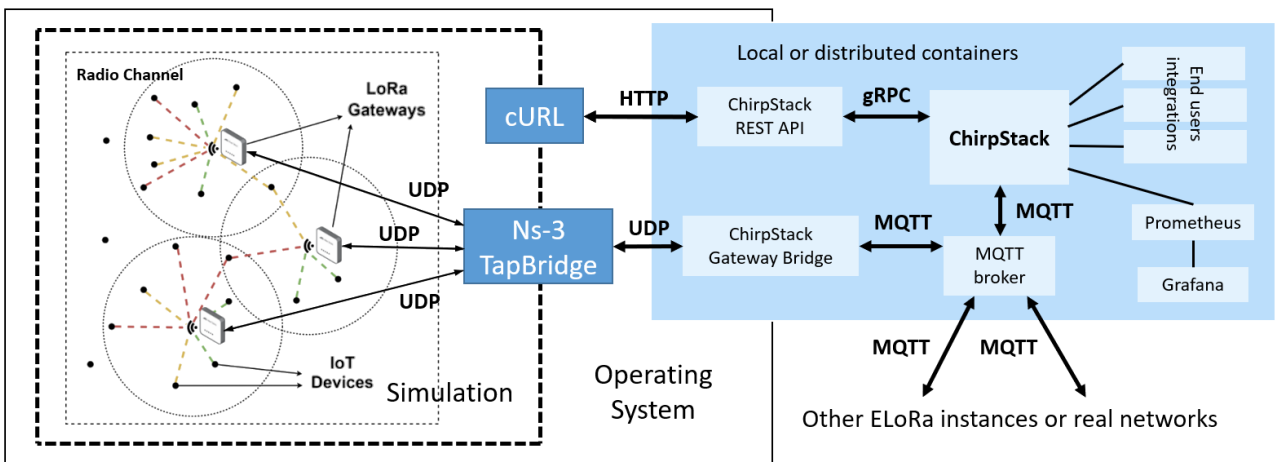 Radio Channel
LoRa
Gateways
UDP
UDP
UDP
IoT
Devices
Simulation
cURL
Ns-3
TapBridge
Operating
System
HTTP
UDP
Local or distributed containers
ChirpStack
REST API
gRPC
ChirpStack
End users
integrations
ChirpStack
Gateway Bridge
MQTT
MQTT
MQTT
broker
Prometheus
Grafana
MQTT
MQTT
Other ELoRa instances or real networks